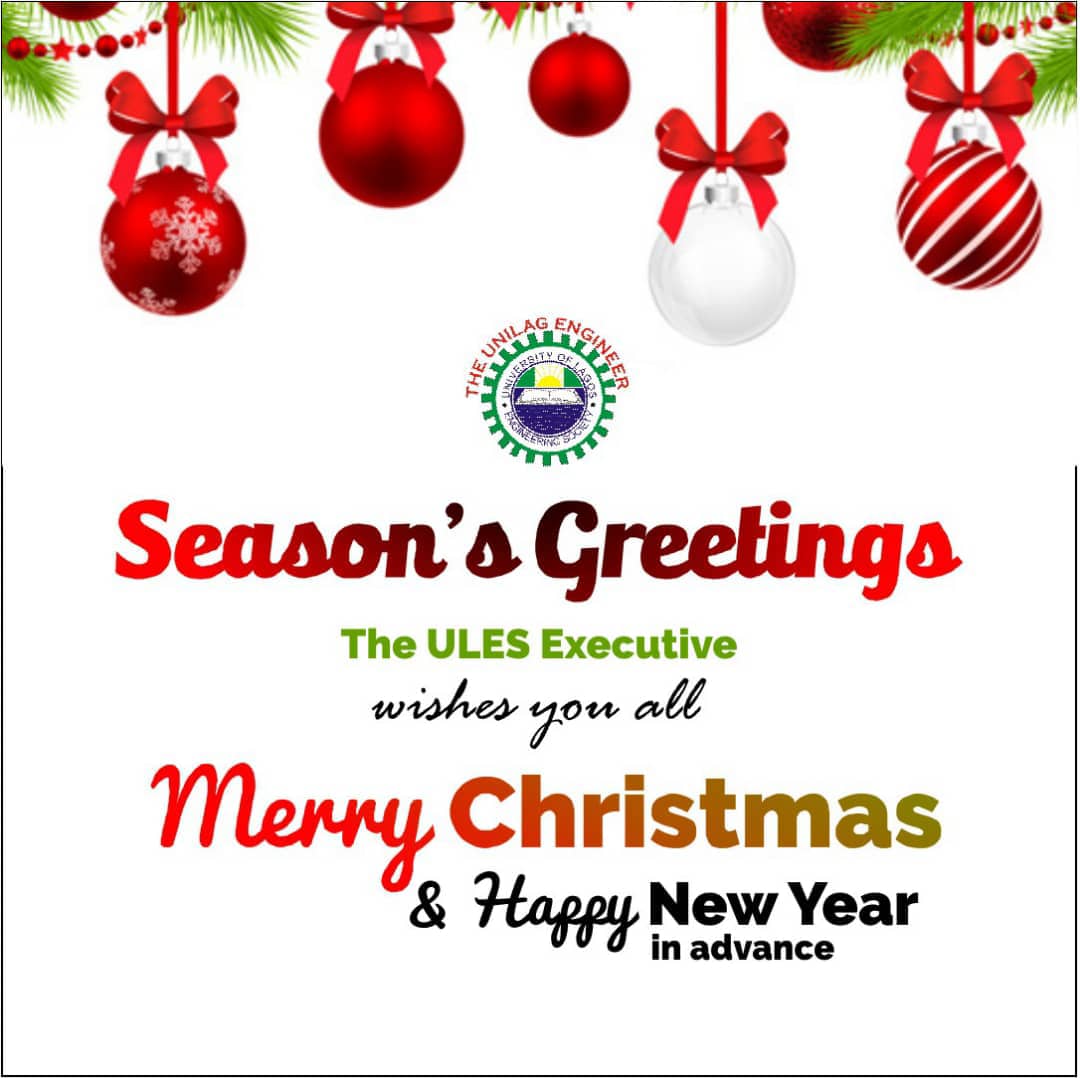 THE UNILAG ENGINEER
UNIVERSITY OF LAGOS
ENGINEERING SOCIETY
Season's Greetings
The ULES Executive
wishes you all
Merry Christmas
& Happy New Year
in advance